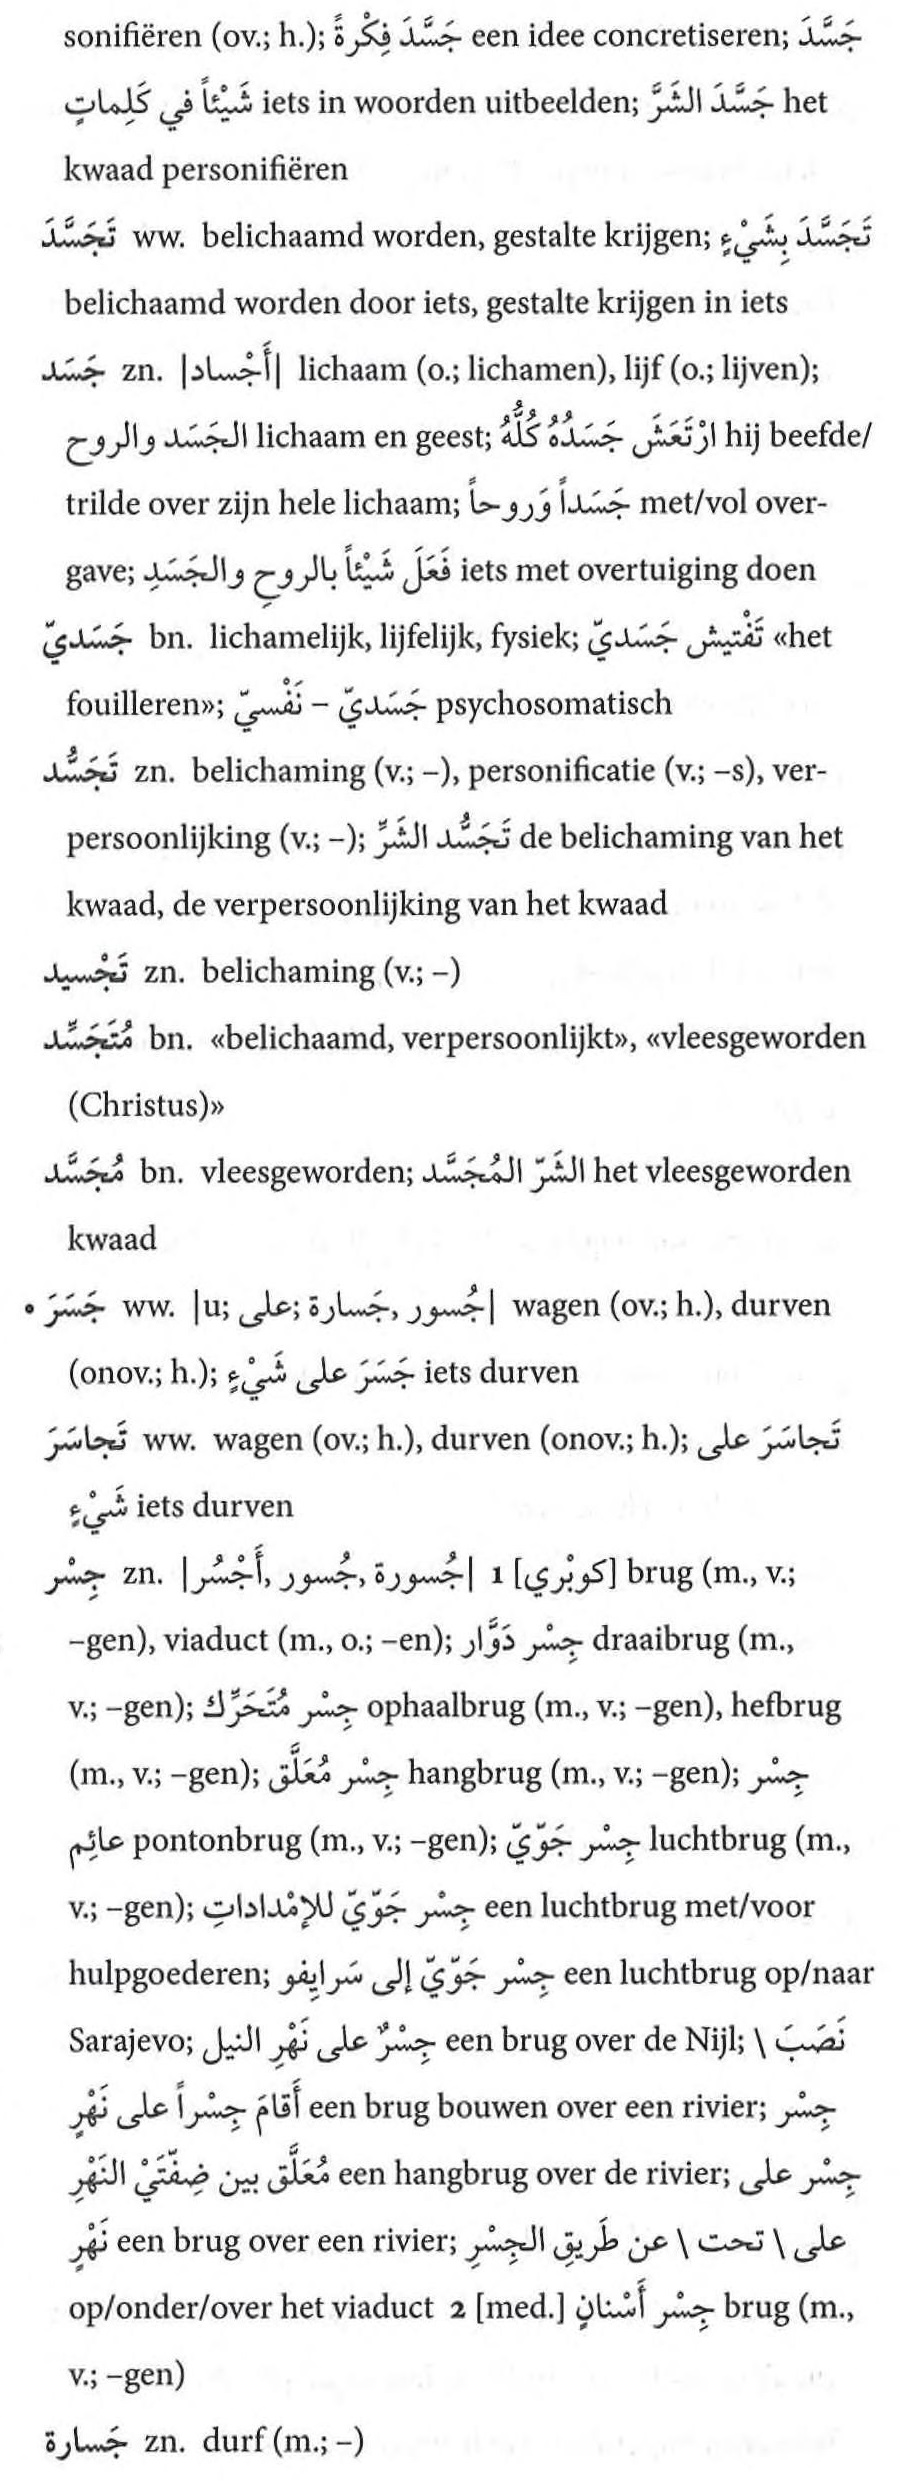 sonifiëren (ov.; h.); جَسَّدَ فِكْرةً een idee concretiseren; جَسَّدَ
شَيْئاً في كَلِماتٍ iets in woorden uitbeelden; جَسَّدَ الشَّرَّ het
kwaad personifiëren
تَجَسَّدَ ww. belichaamd worden, gestalte krijgen; تَجَسَّدَ بِشَيْءٍ
belichaamd worden door iets, gestalte krijgen in iets
جَسَد zn. |أَجْساد| lichaam (o.; lichamen), lijf (o.; lijven);
الجَسَد والروح lichaam en geest; ارْتَعَشَ جَسَدُهُ كُلُّهُ hij beefde/
trilde over zijn hele lichaam; جَسَداً وَروحاً met/vol over-
gave; فَعَلَ شَيْئاً بالروحِ والجَسَدِ iets met overtuiging doen
جَسَديّ bn. lichamelijk, lijfelijk, fysiek; تَفْتيش جَسَديّ «het
fouilleren»; جَسَديّ – نَفْسيّ psychosomatisch
تَجَسُّد zn. belichaming (v.; –), personificatie (v.; –s), ver-
persoonlijking (v.; –); تَجَسُّد الشَّرِّ de belichaming van het
kwaad, de verpersoonlijking van het kwaad
تَجْسيد zn. belichaming (v.; –)
مُتَجَسِّد bn. «belichaamd, verpersoonlijkt», «vleesgeworden
(Christus)»
مُجَسَّد bn. vleesgeworden; الشَّرّ المُجَسَّد het vleesgeworden
kwaad
• جَسَرَ ww. |u; جُسور, جَسارة; على| wagen (ov.; h.), durven
(onov.; h.); جَسَرَ على شَيْءٍ iets durven
تَجاسَرَ ww. wagen (ov.; h.), durven (onov.; h.); تَجاسَرَ على
شَيْءٍ iets durven
جِسْر zn. |جُسورة, جُسور, أَجْسُر| 1 [كوبْري] brug (m., v.;
–gen), viaduct (m., o.; –en); جِسْر دَوَّار draaibrug (m.,
v.; –gen); جِسْر مُتَحَرِّك ophaalbrug (m., v.; –gen), hefbrug
(m., v.; –gen); جِسْر مُعَلَّق hangbrug (m., v.; –gen); جِسْر
عائِم pontonbrug (m., v.; –gen); جِسْر جَوّيّ luchtbrug (m.,
v.; –gen); جِسْر جَوّيّ للإمْداداتِ een luchtbrug met/voor
hulpgoederen; جِسْر جَوّيّ إلى سَرايِفو een luchtbrug op/naar
Sarajevo; جِسْرٌ على نَهْرِ النيل een brug over de Nijl; نَصَبَ \
أَقامَ جِسْراً على نَهْرٍ een brug bouwen over een rivier; جِسْر
مُعَلَّق بين ضِفَّتَيْ النَهْرِ een hangbrug over de rivier; جِسْر على
نَهْرٍ een brug over een rivier; على \ تحت \ عن طَريقِ الجِسْرِ
op/onder/over het viaduct 2 [med.] جِسْر أَسْنانٍ brug (m.,
v.; –gen)
جَسارة zn. durf (m.; –)